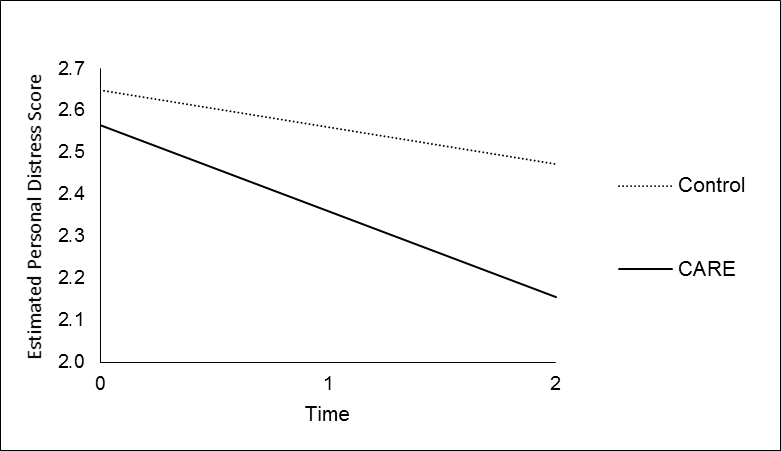 Estimated Personal Distress Score
2.7
2.6
2.5
2.4
2.3
2.2
2.1
2.0
0 1 2
Time
Control
CARE